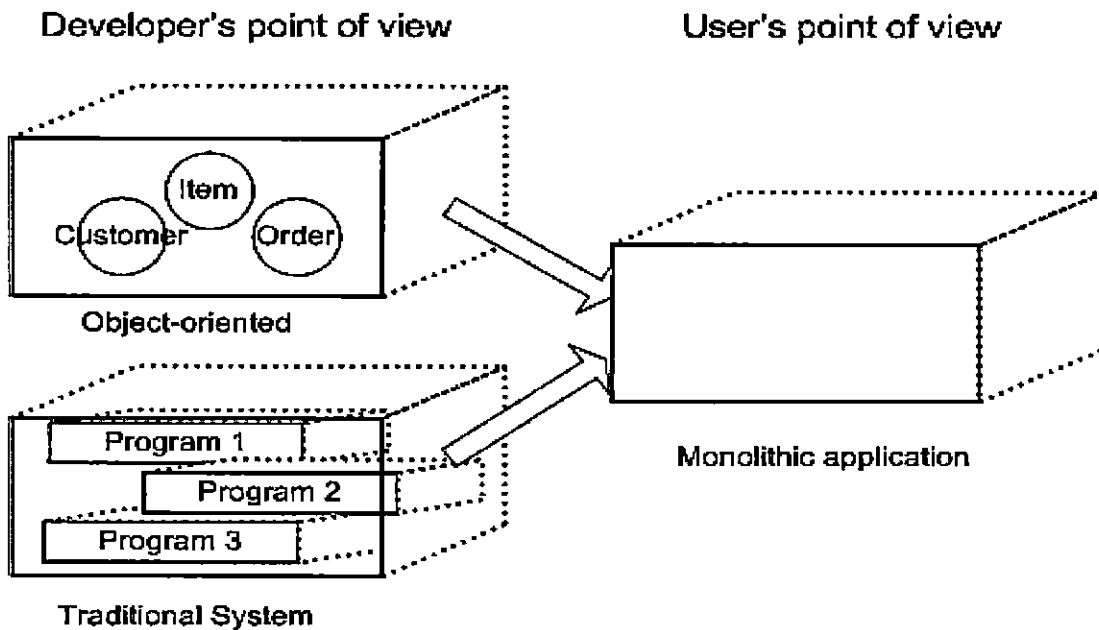 Developer's point of view
User's point of view
Item
Customer
Order
Object-oriented
Program 1
Program 2
Program 3
Monolithic application
Traditional System